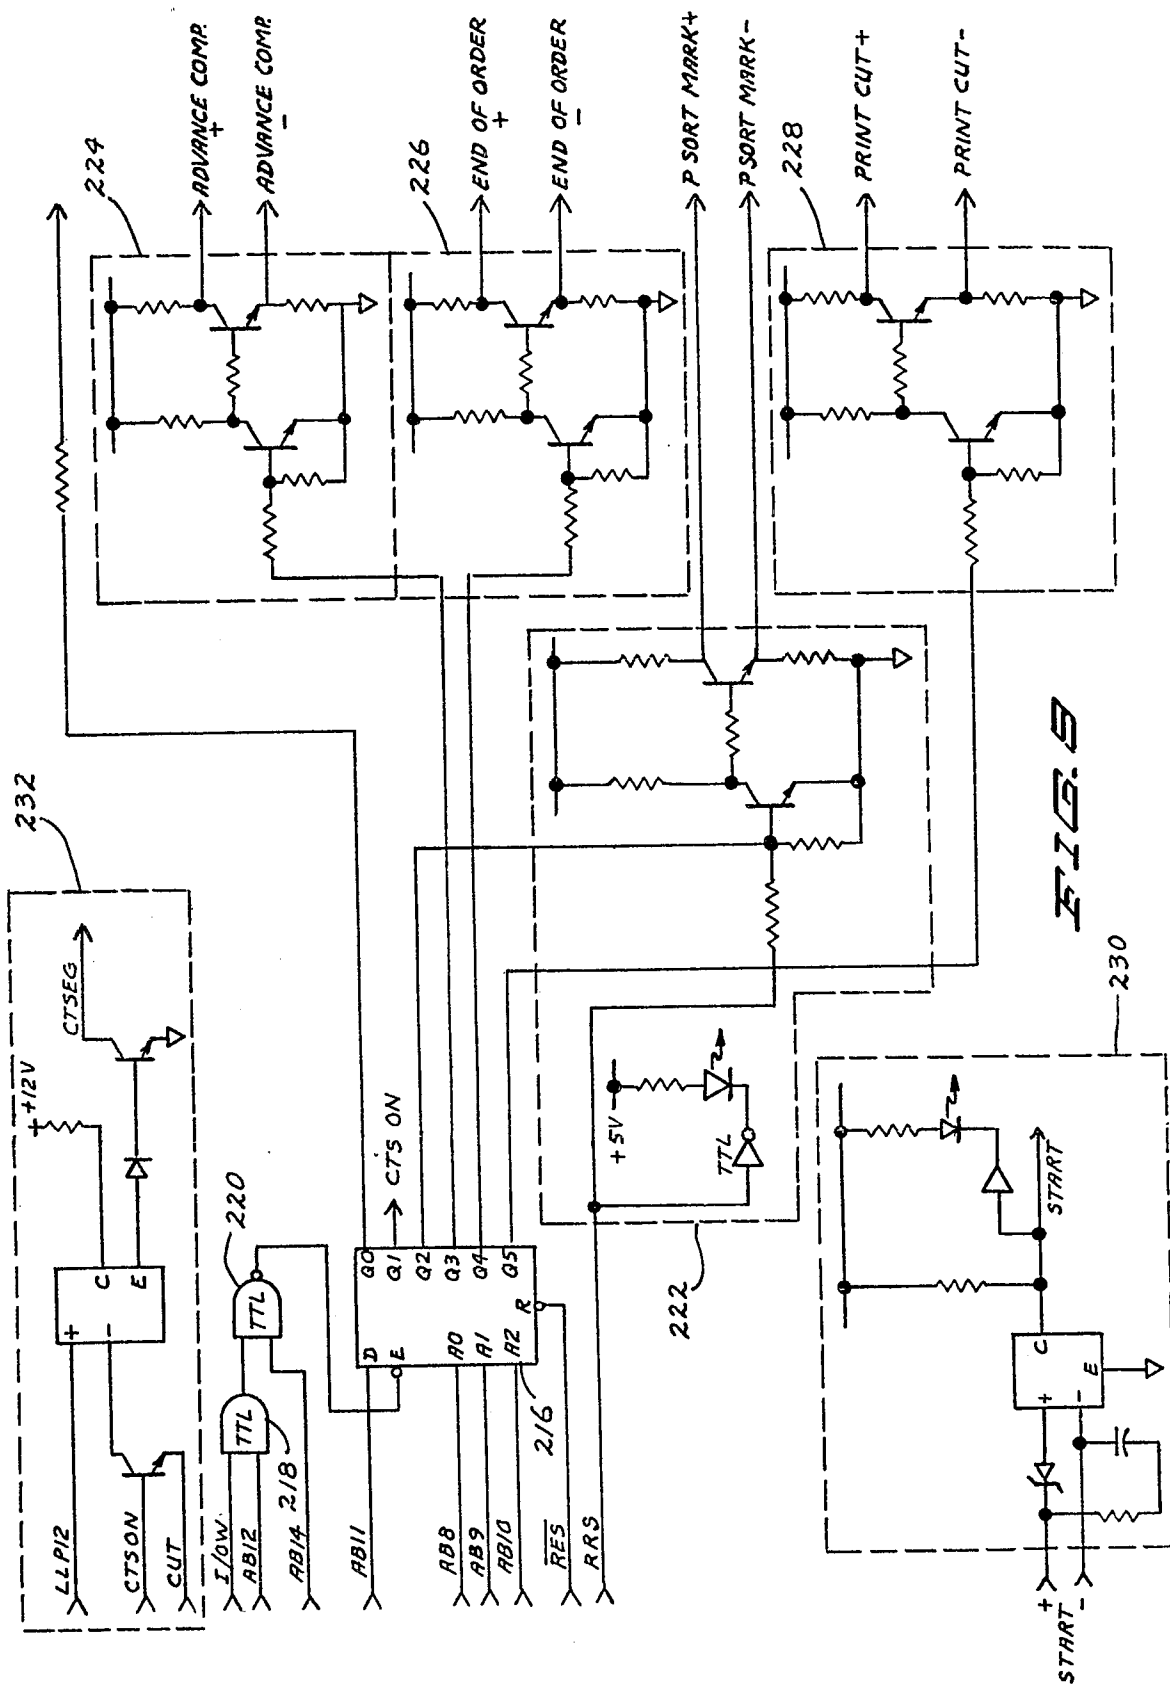 232
LLP12
CTSON
CUT
+
-
C
E
+12V
CTSEG
I/OW
AB12
AB14
TTL
218
TTL
220
AB11
AB8
AB9
AB10
RES
RRS
D
E
A0
A1
A2
R
Q0
Q1
Q2
Q3
Q4
Q5
216
CTS ON
224
ADVANCE COMP.
+
ADVANCE COMP.
-
226
END OF ORDER
+
END OF ORDER
-
P SORT MARK+
P SORT MARK-
222
+5V
TTL
228
PRINT CUT+
PRINT CUT-
230
+
START
-
+
-
C
E
START
FIG. 9